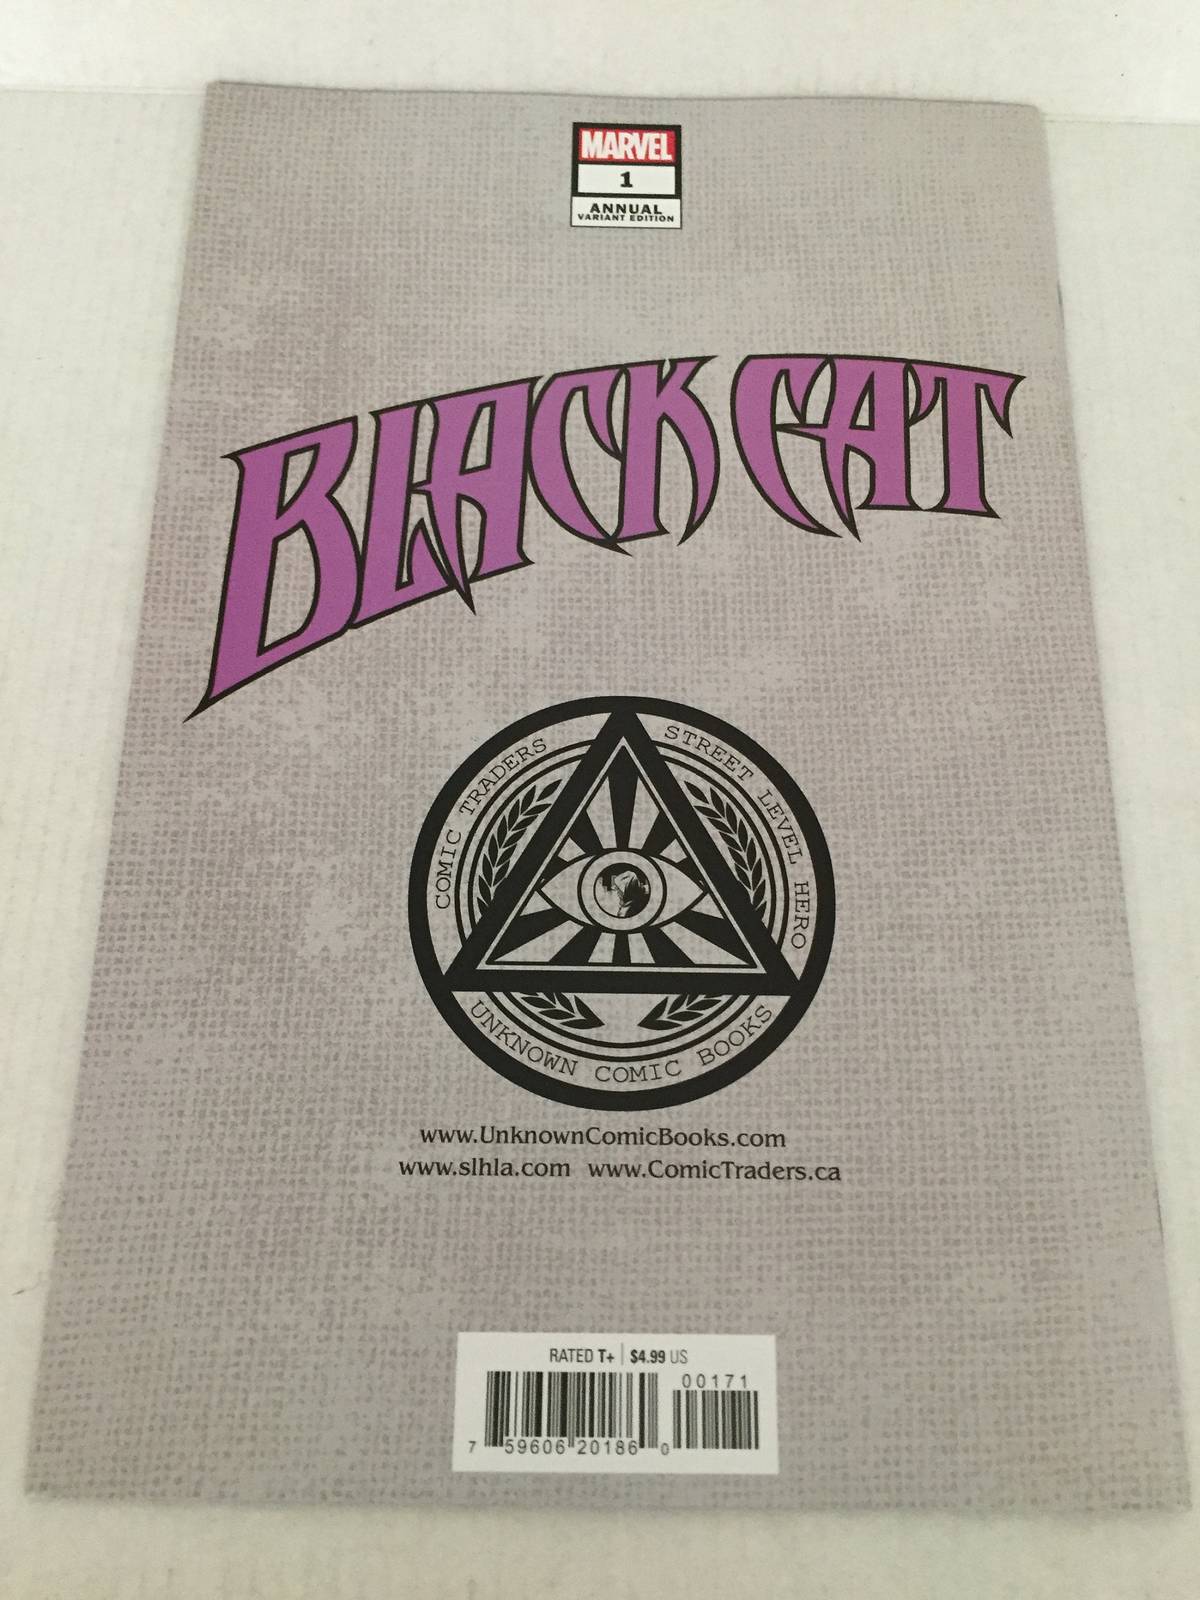 MARVEL
1
ANNUAL
VARIANT EDITION
BLACK CAT
COMIC TRADERS
STREET LEVEL HERO
UNKNOWN COMIC BOOKS
www.UnknownComicBooks.com
www.slhla.com www.ComicTraders.ca
RATED T+ | $4.99 US
00171
7 59606 20186 0